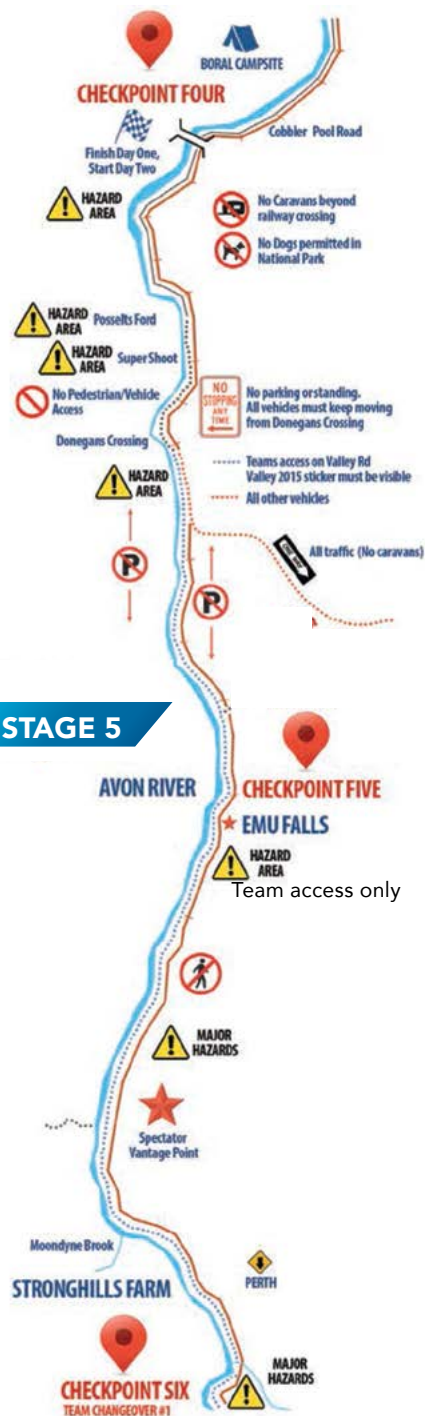 BORAL CAMPSITE
CHECKPOINT FOUR
Cobbler Pool Road
Finish Day One,
Start Day Two
HAZARD
AREA
No Caravans beyond
railway crossing
No Dogs permitted in
National Park
HAZARD
AREA
Posselts Ford
HAZARD
AREA
Super Shoot
No Pedestrian/Vehicle
Access
NO
STOPPING
ANY
TIME
No parking or standing.
All vehicles must keep moving
from Donegans Crossing
Donegans Crossing
Teams access on Valley Rd
Valley 2015 sticker must be visible
HAZARD
AREA
All other vehicles
ONE WAY
All traffic (No caravans)
P
P
STAGE 5
AVON RIVER
CHECKPOINT FIVE
EMU FALLS
HAZARD
AREA
Team access only
MAJOR
HAZARDS
Spectator
Vantage Point
Moondyne Brook
STRONGHILLS FARM
PERTH
MAJOR
HAZARDS
CHECKPOINT SIX
TEAM CHANGEOVER #1